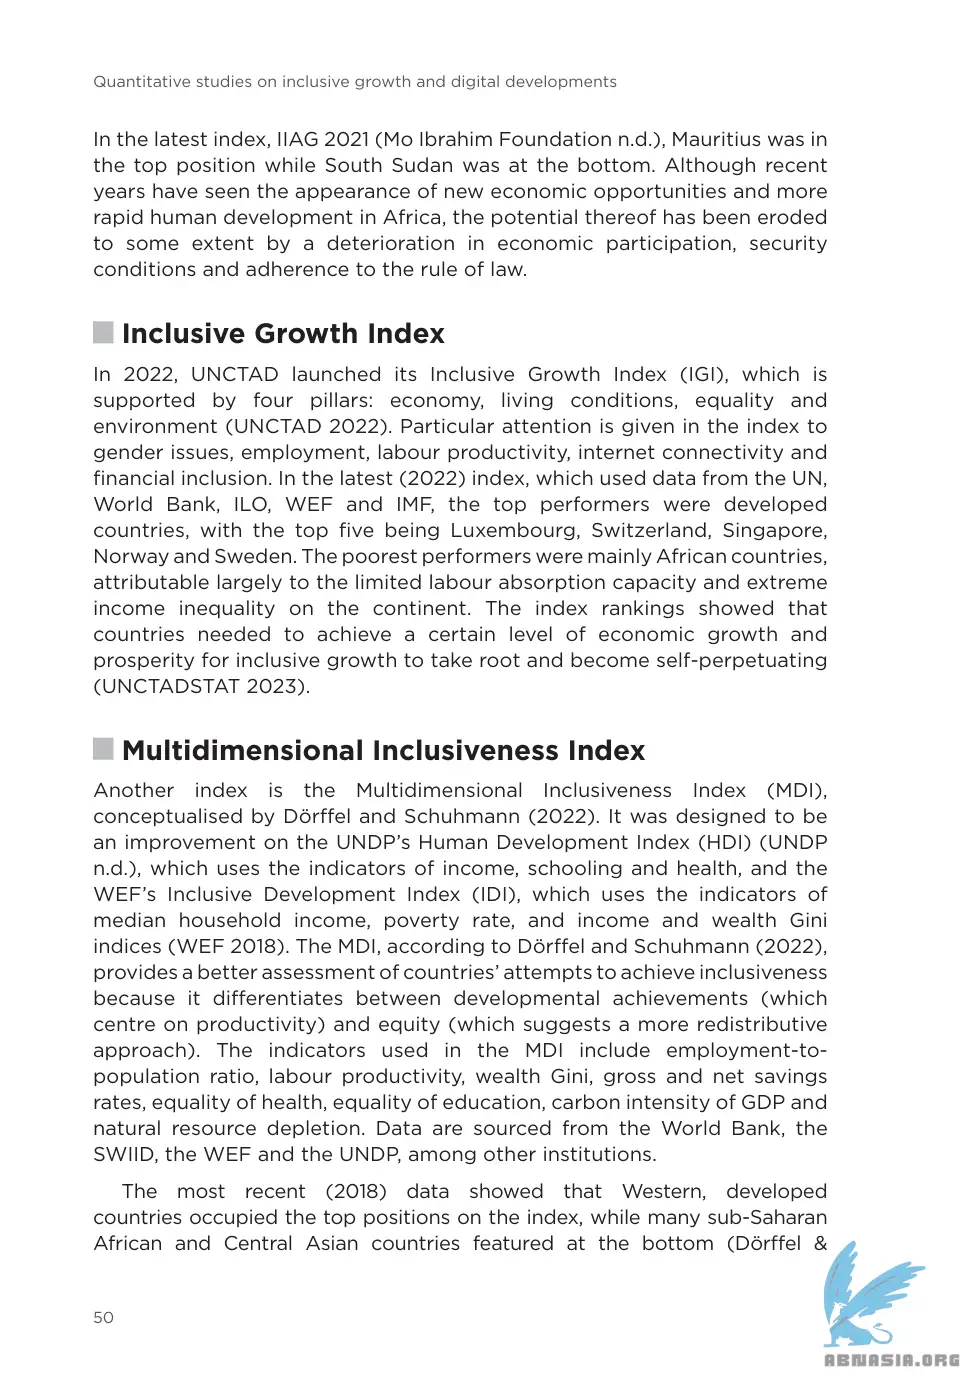 Quantitative studies on inclusive growth and digital developments
In the latest index, IIAG 2021 (Mo Ibrahim Foundation n.d.), Mauritius was in
the top position while South Sudan was at the bottom. Although recent
years have seen the appearance of new economic opportunities and more
rapid human development in Africa, the potential thereof has been eroded
to some extent by a deterioration in economic participation, security
conditions and adherence to the rule of law.
Inclusive Growth Index
In 2022, UNCTAD launched its Inclusive Growth Index (IGI), which is
supported by four pillars: economy, living conditions, equality and
environment (UNCTAD 2022). Particular attention is given in the index to
gender issues, employment, labour productivity, internet connectivity and
financial inclusion. In the latest (2022) index, which used data from the UN,
World Bank, ILO, WEF and IMF, the top performers were developed
countries, with the top five being Luxembourg, Switzerland, Singapore,
Norway and Sweden. The poorest performers were mainly African countries,
attributable largely to the limited labour absorption capacity and extreme
income inequality on the continent. The index rankings showed that
countries needed to achieve a certain level of economic growth and
prosperity for inclusive growth to take root and become self-perpetuating
(UNCTADSTAT 2023).
Multidimensional Inclusiveness Index
Another index is the Multidimensional Inclusiveness Index (MDI),
conceptualised by Dörffel and Schuhmann (2022). It was designed to be
an improvement on the UNDP’s Human Development Index (HDI) (UNDP
n.d.), which uses the indicators of income, schooling and health, and the
WEF’s Inclusive Development Index (IDI), which uses the indicators of
median household income, poverty rate, and income and wealth Gini
indices (WEF 2018). The MDI, according to Dörffel and Schuhmann (2022),
provides a better assessment of countries’ attempts to achieve inclusiveness
because it differentiates between developmental achievements (which
centre on productivity) and equity (which suggests a more redistributive
approach). The indicators used in the MDI include employment-to-
population ratio, labour productivity, wealth Gini, gross and net savings
rates, equality of health, equality of education, carbon intensity of GDP and
natural resource depletion. Data are sourced from the World Bank, the
SWIID, the WEF and the UNDP, among other institutions.
The most recent (2018) data showed that Western, developed
countries occupied the top positions on the index, while many sub-Saharan
African and Central Asian countries featured at the bottom (Dörffel &
50
ABNASIA.ORG